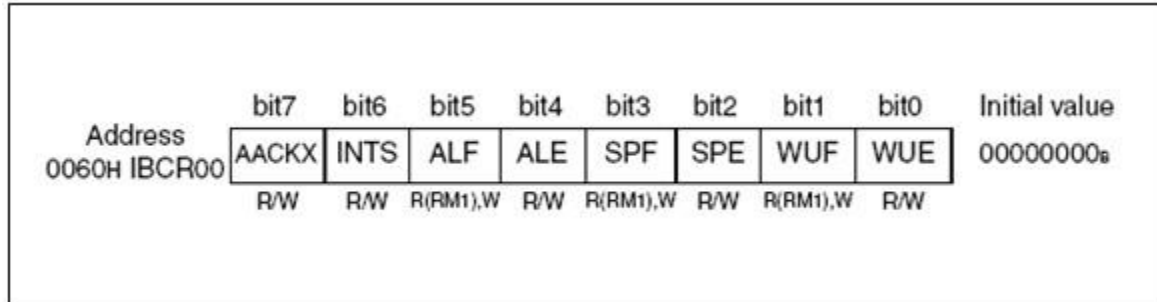 bit7 bit6 bit5 bit4 bit3 bit2 bit1 bit0 Initial value
Address
0060H IBCR00 AACKX INTS ALF ALE SPF SPE WUF WUE 00000000B
R/W R/W R(RM1),W R/W R(RM1),W R/W R(RM1),W R/W